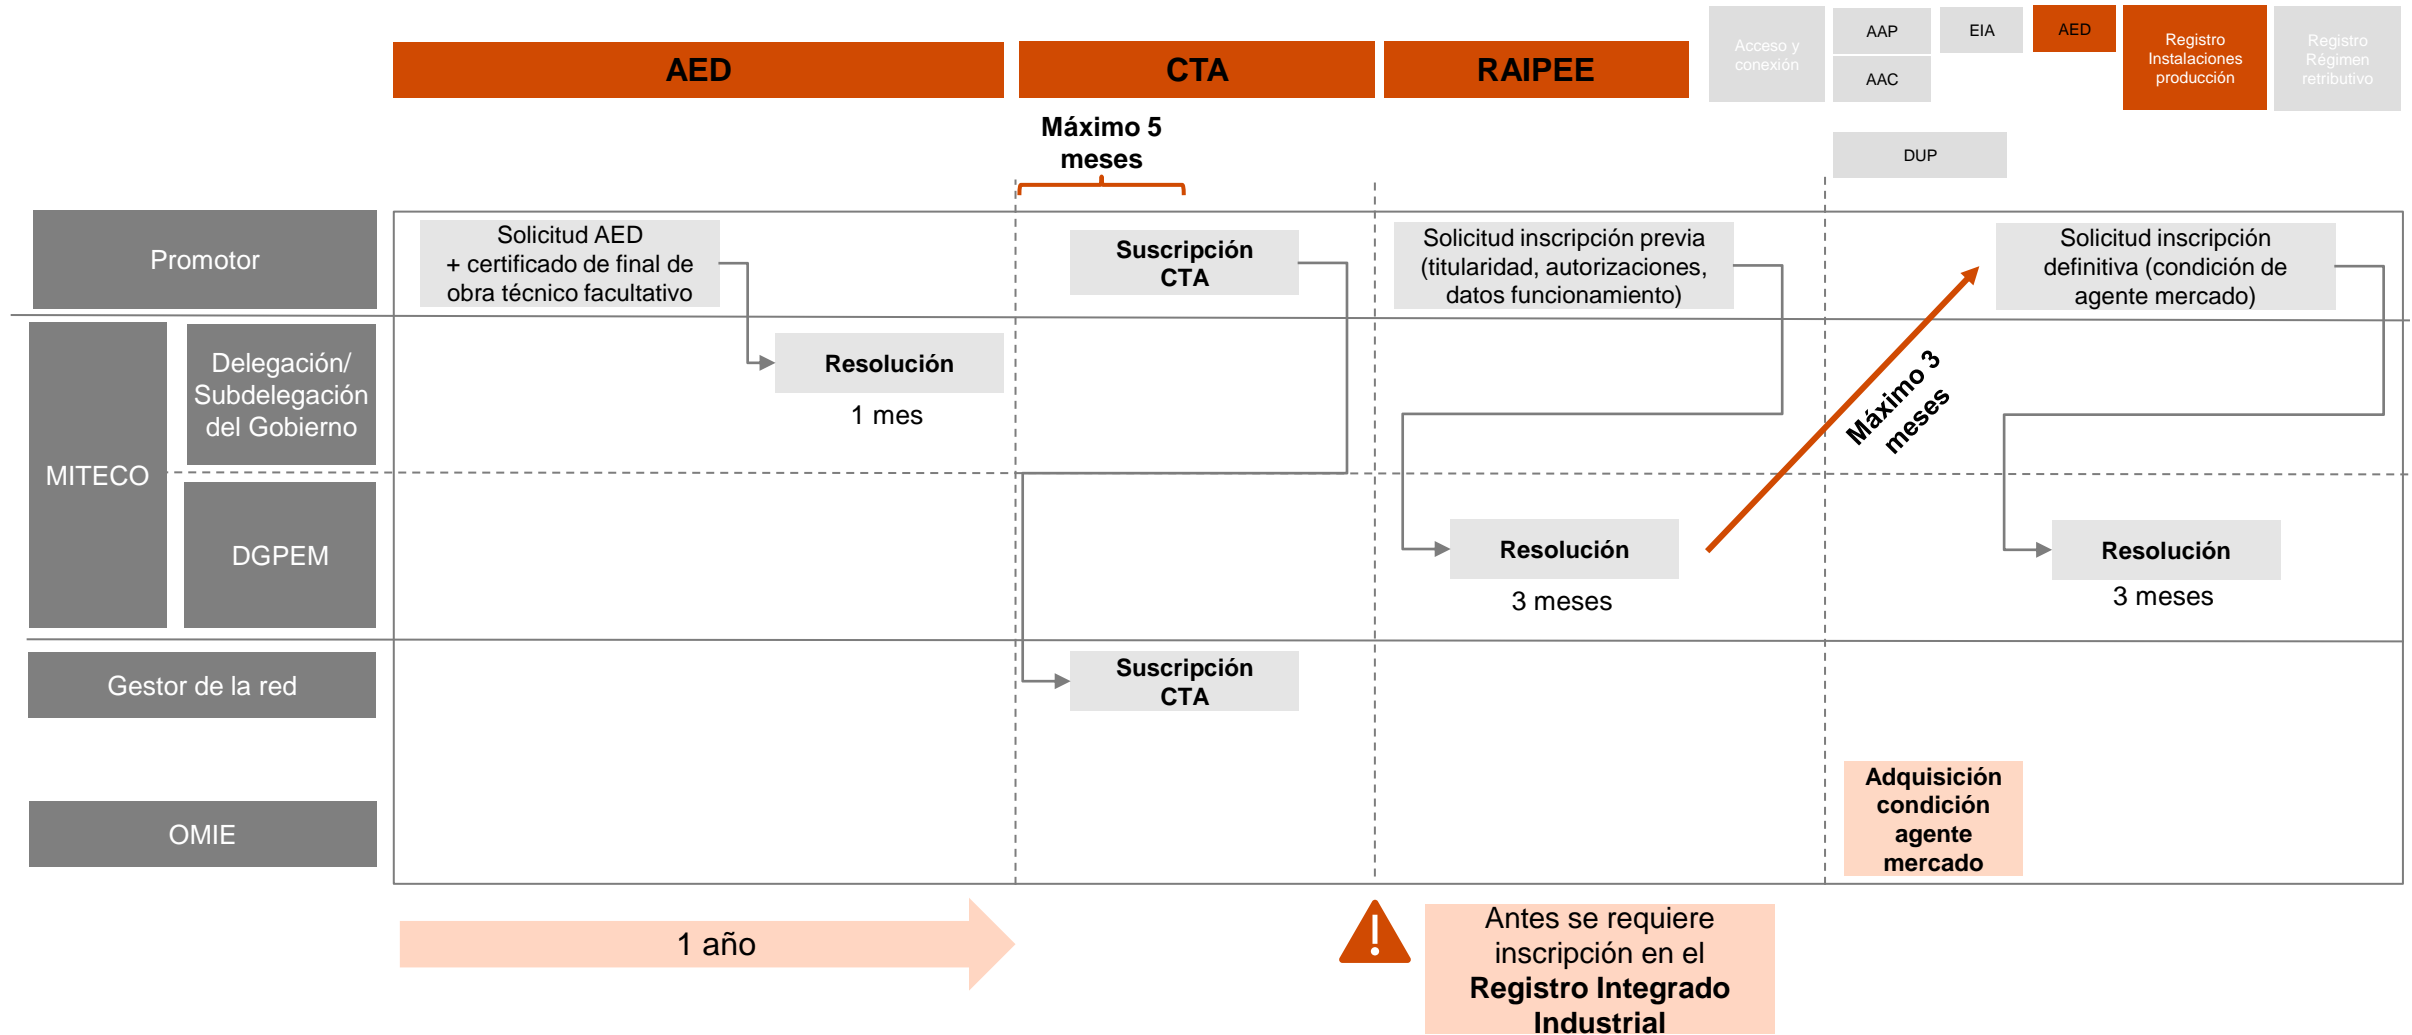 AED
CTA
RAIPEE
Acceso y
conexión
AAP
AAC
EIA
AED
Registro
Instalaciones
producción
Registro
Régimen
retributivo
DUP
Máximo 5
meses
Promotor
Solicitud AED
+ certificado de final de
obra técnico facultativo
Suscripción
CTA
Solicitud inscripción previa
(titularidad, autorizaciones,
datos funcionamiento)
Solicitud inscripción
definitiva (condición de
agente mercado)
MITECO
Delegación/
Subdelegación
del Gobierno
Resolución
1 mes
Máximo 3
meses
DGPEM
Resolución
3 meses
Resolución
3 meses
Gestor de la red
Suscripción
CTA
OMIE
Adquisición
condición
agente
mercado
1 año
Antes se requiere
inscripción en el
Registro Integrado
Industrial